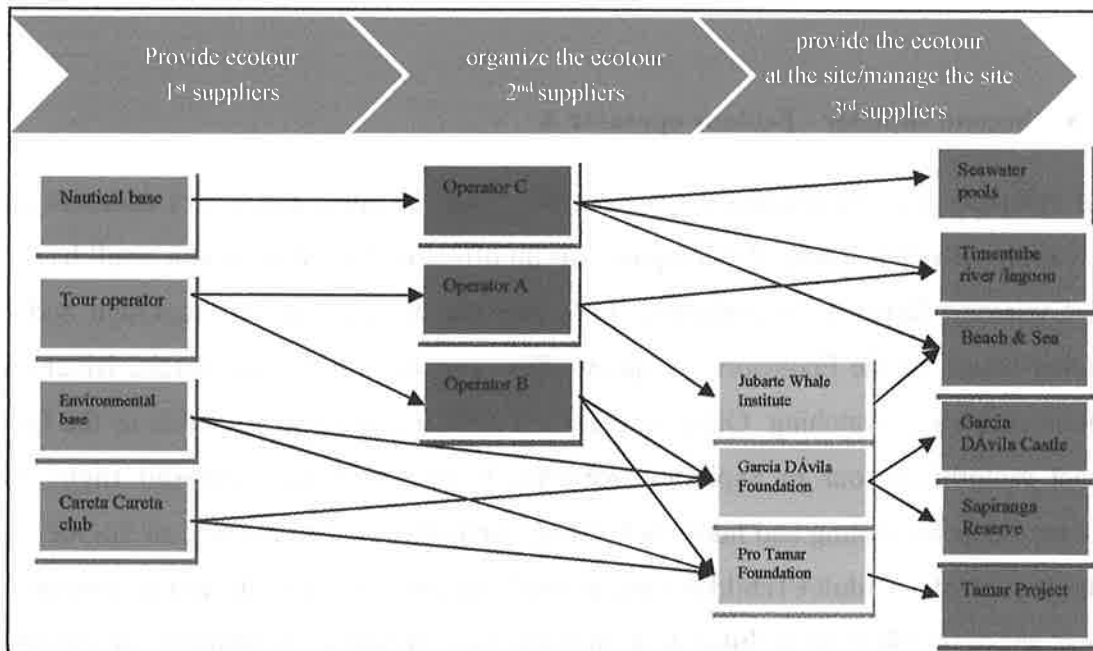 Provide ecotour
1st suppliers
organize the ecotour
2nd suppliers
provide the ecotour
at the site/manage the site
3rd suppliers
Nautical base
Tour operator
Environmental
base
Careta Careta
club
Operator C
Operator A
Operator B
Jubarte Whale
Institute
Garcia DÁvila
Foundation
Pro Tamar
Foundation
Seawater
pools
Timentube
river /lagoon
Beach & Sea
Garcia
DÁvila Castle
Sapiranga
Reserve
Tamar Project